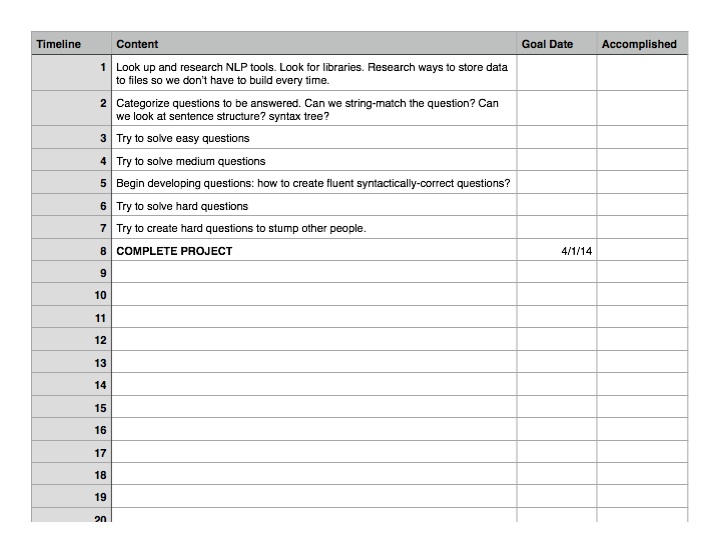 Timeline Content Goal Date Accomplished
1 Look up and research NLP tools. Look for libraries. Research ways to store data
to files so we don't have to build every time.
2 Categorize questions to be answered. Can we string-match the question? Can
we look at sentence structure? syntax tree?
3 Try to solve easy questions
4 Try to solve medium questions
5 Begin developing questions: how to create fluent syntactically-correct questions?
6 Try to solve hard questions
7 Try to create hard questions to stump other people.
8 COMPLETE PROJECT 4/1/14
9
10
11
12
13
14
15
16
17
18
19
20